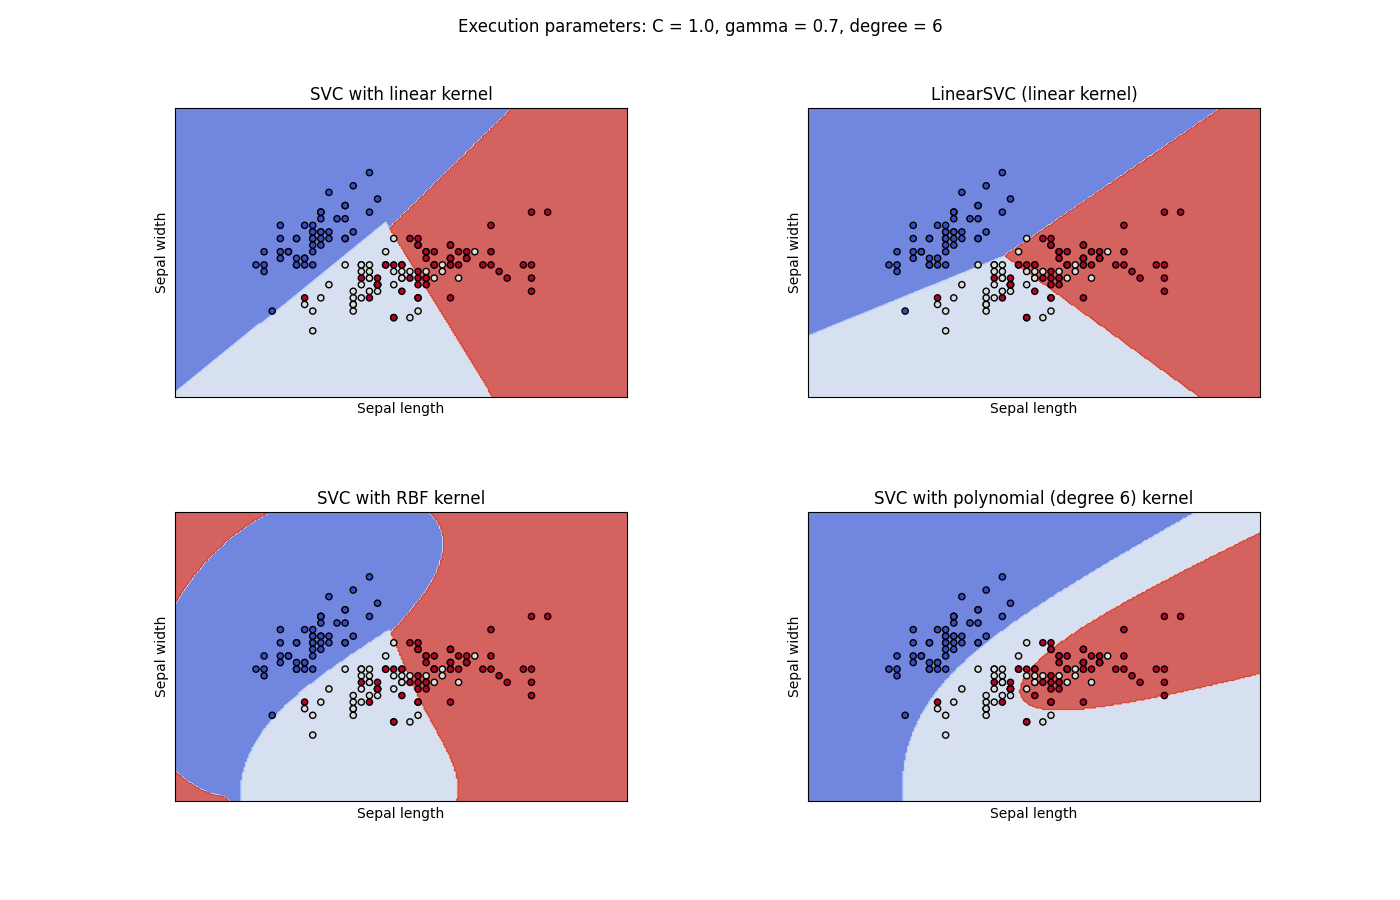 Execution parameters: C = 1.0, gamma = 0.7, degree = 6
SVC with linear kernel
LinearSVC (linear kernel)
Sepal width
Sepal width
Sepal length
Sepal length
SVC with RBF kernel
SVC with polynomial (degree 6) kernel
Sepal width
Sepal width
Sepal length
Sepal length